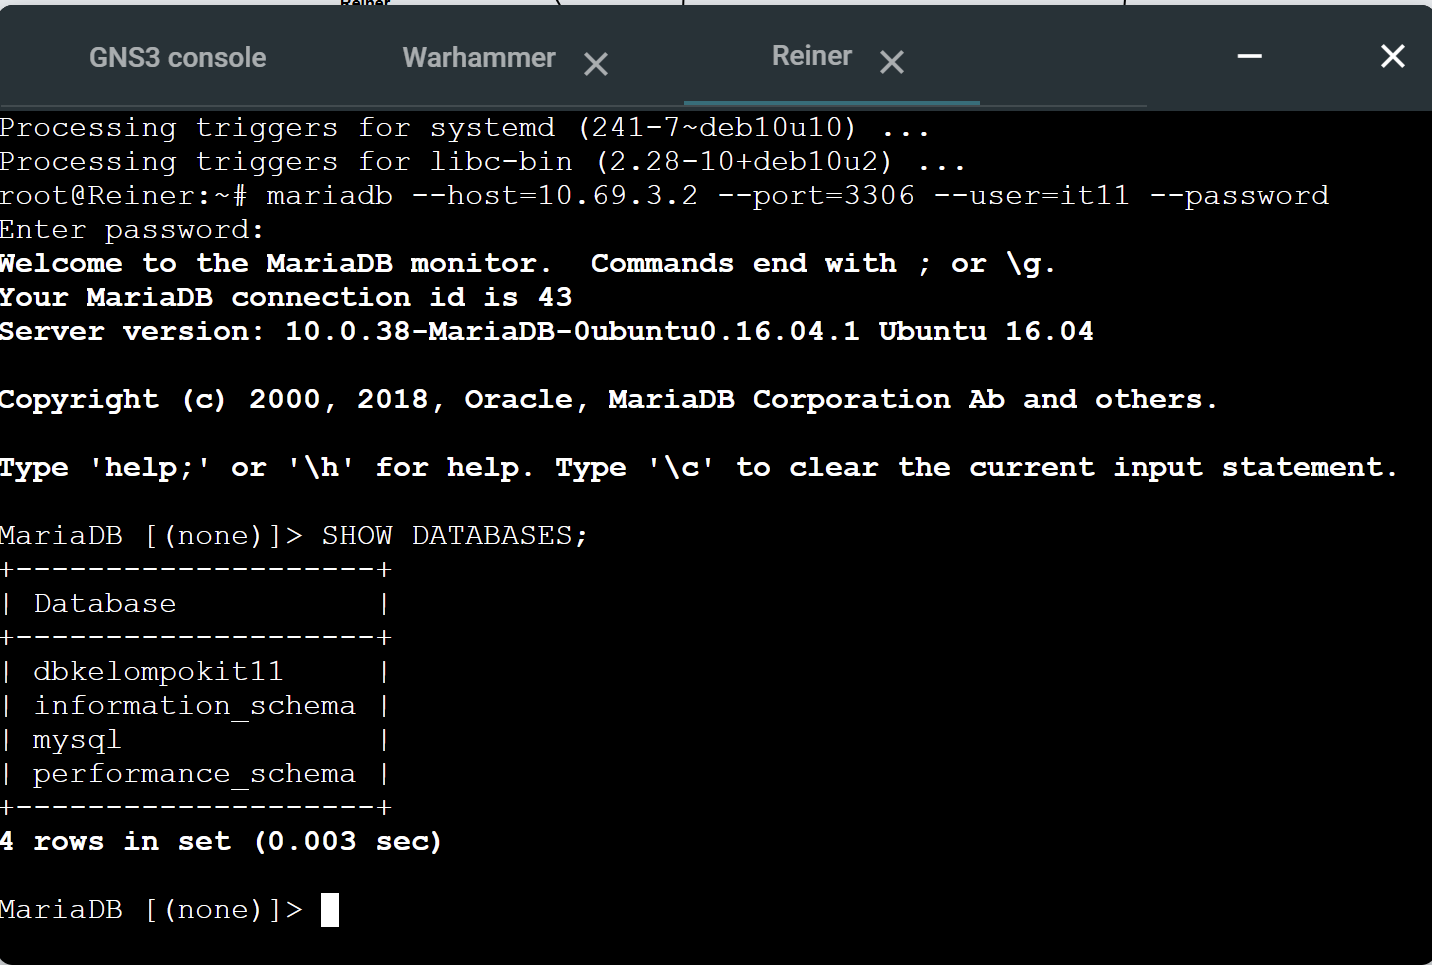 Reiner
GNS3 console Warhammer Reiner
Processing triggers for systemd (241-7~deb10u10) ...
Processing triggers for libc-bin (2.28-10+deb10u2) ...
root@Reiner:~# mariadb --host=10.69.3.2 --port=3306 --user=it11 --password
Enter password:
Welcome to the MariaDB monitor.  Commands end with ; or \g.
Your MariaDB connection id is 43
Server version: 10.0.38-MariaDB-0ubuntu0.16.04.1 Ubuntu 16.04
Copyright (c) 2000, 2018, Oracle, MariaDB Corporation Ab and others.
Type 'help;' or '\h' for help. Type '\c' to clear the current input statement.
MariaDB [(none)]> SHOW DATABASES;
+--------------------+
| Database           |
+--------------------+
| dbkelompokit11     |
| information_schema |
| mysql              |
| performance_schema |
+--------------------+
4 rows in set (0.003 sec)
MariaDB [(none)]>